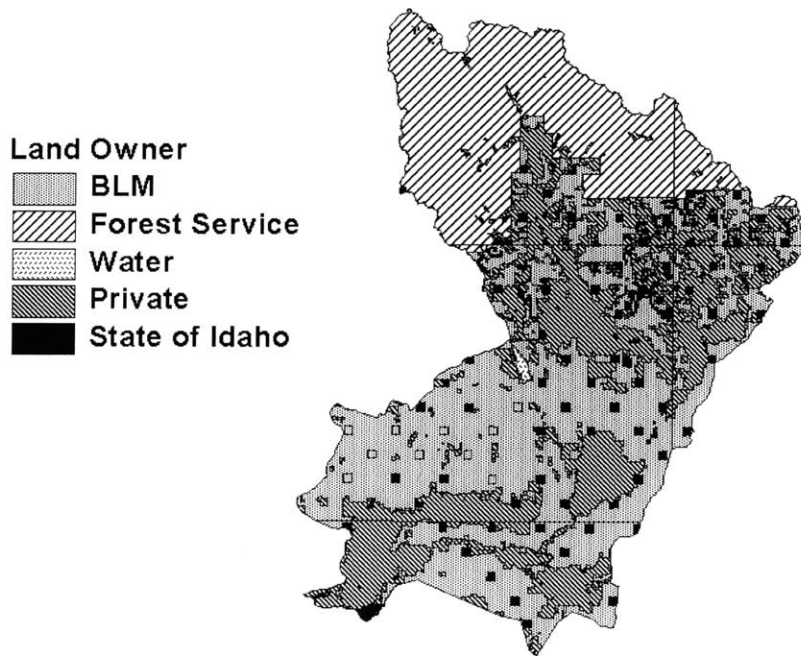 Land Owner
BLM
Forest Service
Water
Private
State of Idaho